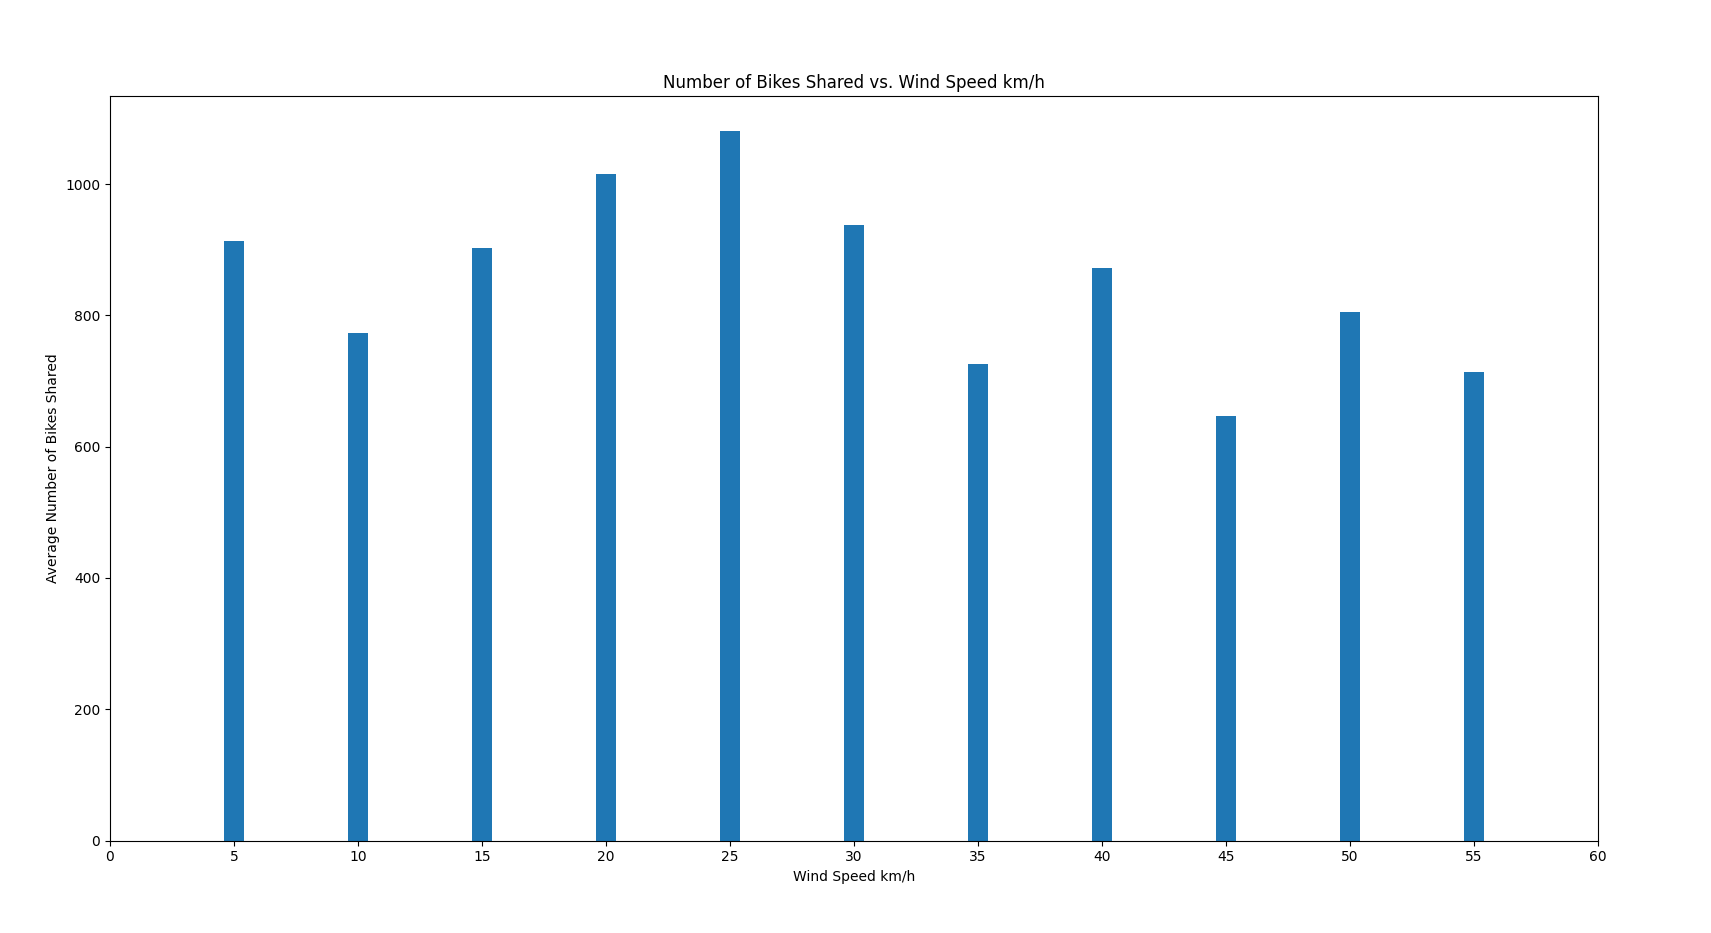 Number of Bikes Shared vs. Wind Speed km/h
Average Number of Bikes Shared
1000
800
600
400
200
0
0 5 10 15 20 25 30 35 40 45 50 55 60
Wind Speed km/h